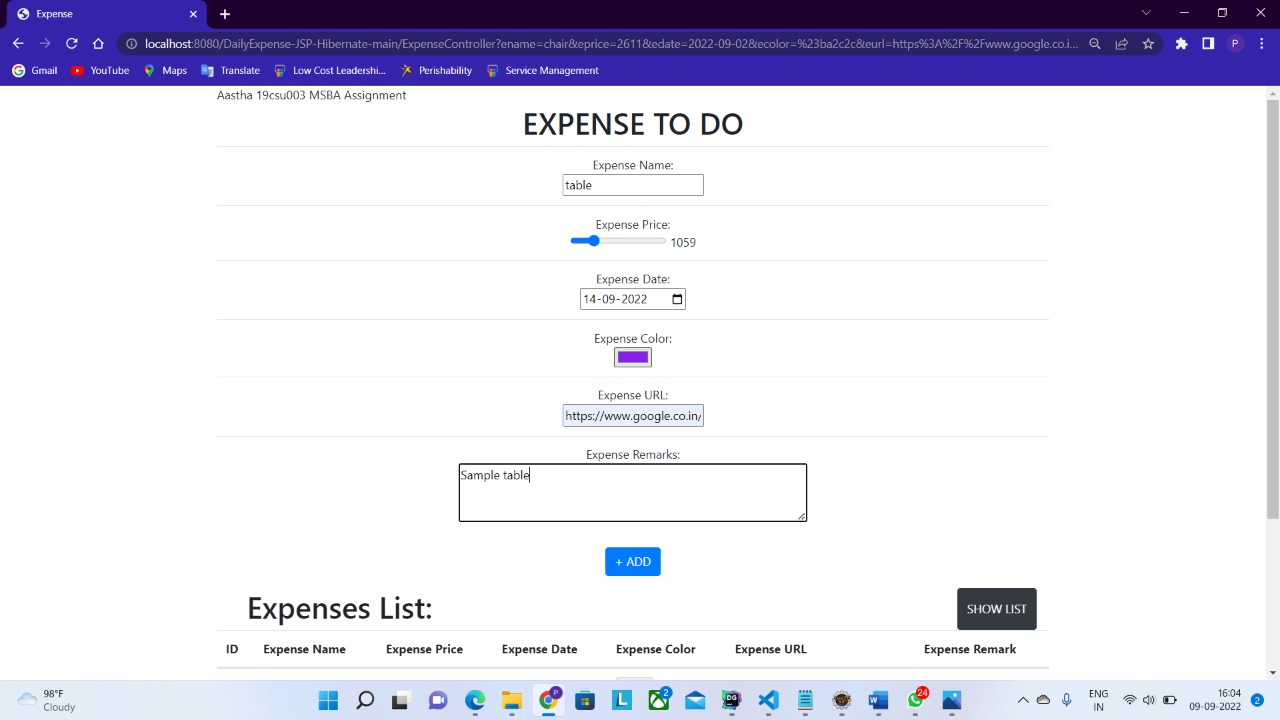 Expense
localhost:8080/DailyExpense-JSP-Hibernate-main/ExpenseController?ename=chair&eprice=2611&edate=2022-09-02&ecolor=%23ba2c2c&eurl=https%3A%2F%2Fwww.google.co.i...
P
Gmail YouTube Maps Translate Low Cost Leadershi... Perishability Service Management
Aastha 19csu003 MSBA Assignment
EXPENSE TO DO
Expense Name:
table
Expense Price:
1059
Expense Date:
14-09-2022
Expense Color:
Expense URL:
https://www.google.co.in/
Expense Remarks:
Sample table
+ ADD
Expenses List:
SHOW LIST
ID Expense Name Expense Price Expense Date Expense Color Expense URL Expense Remark
98°F
Cloudy
P
L
2
DG
W
24
ENG
IN
16:04
09-09-2022
2